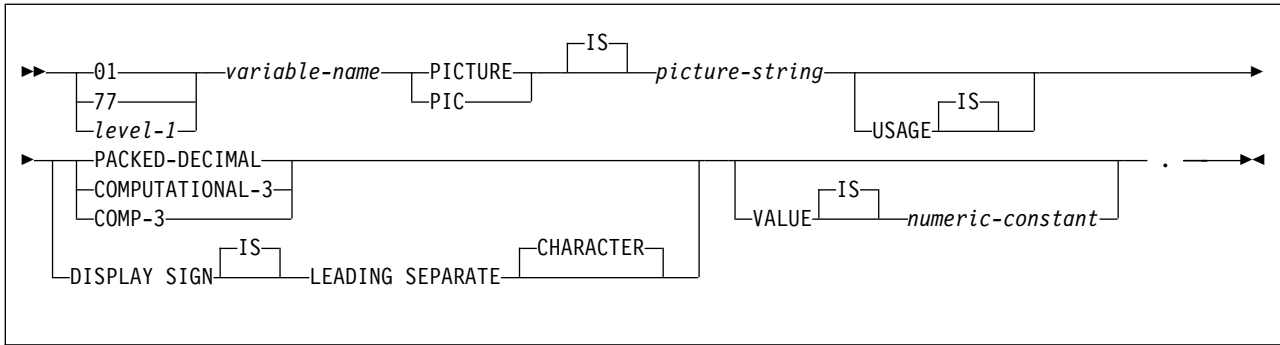 IS
01 variable-name PICTURE picture-string
77 PIC IS
level-1 USAGE
PACKED-DECIMAL
COMPUTATIONAL-3 IS .
COMP-3 VALUE numeric-constant
IS CHARACTER
DISPLAY SIGN LEADING SEPARATE